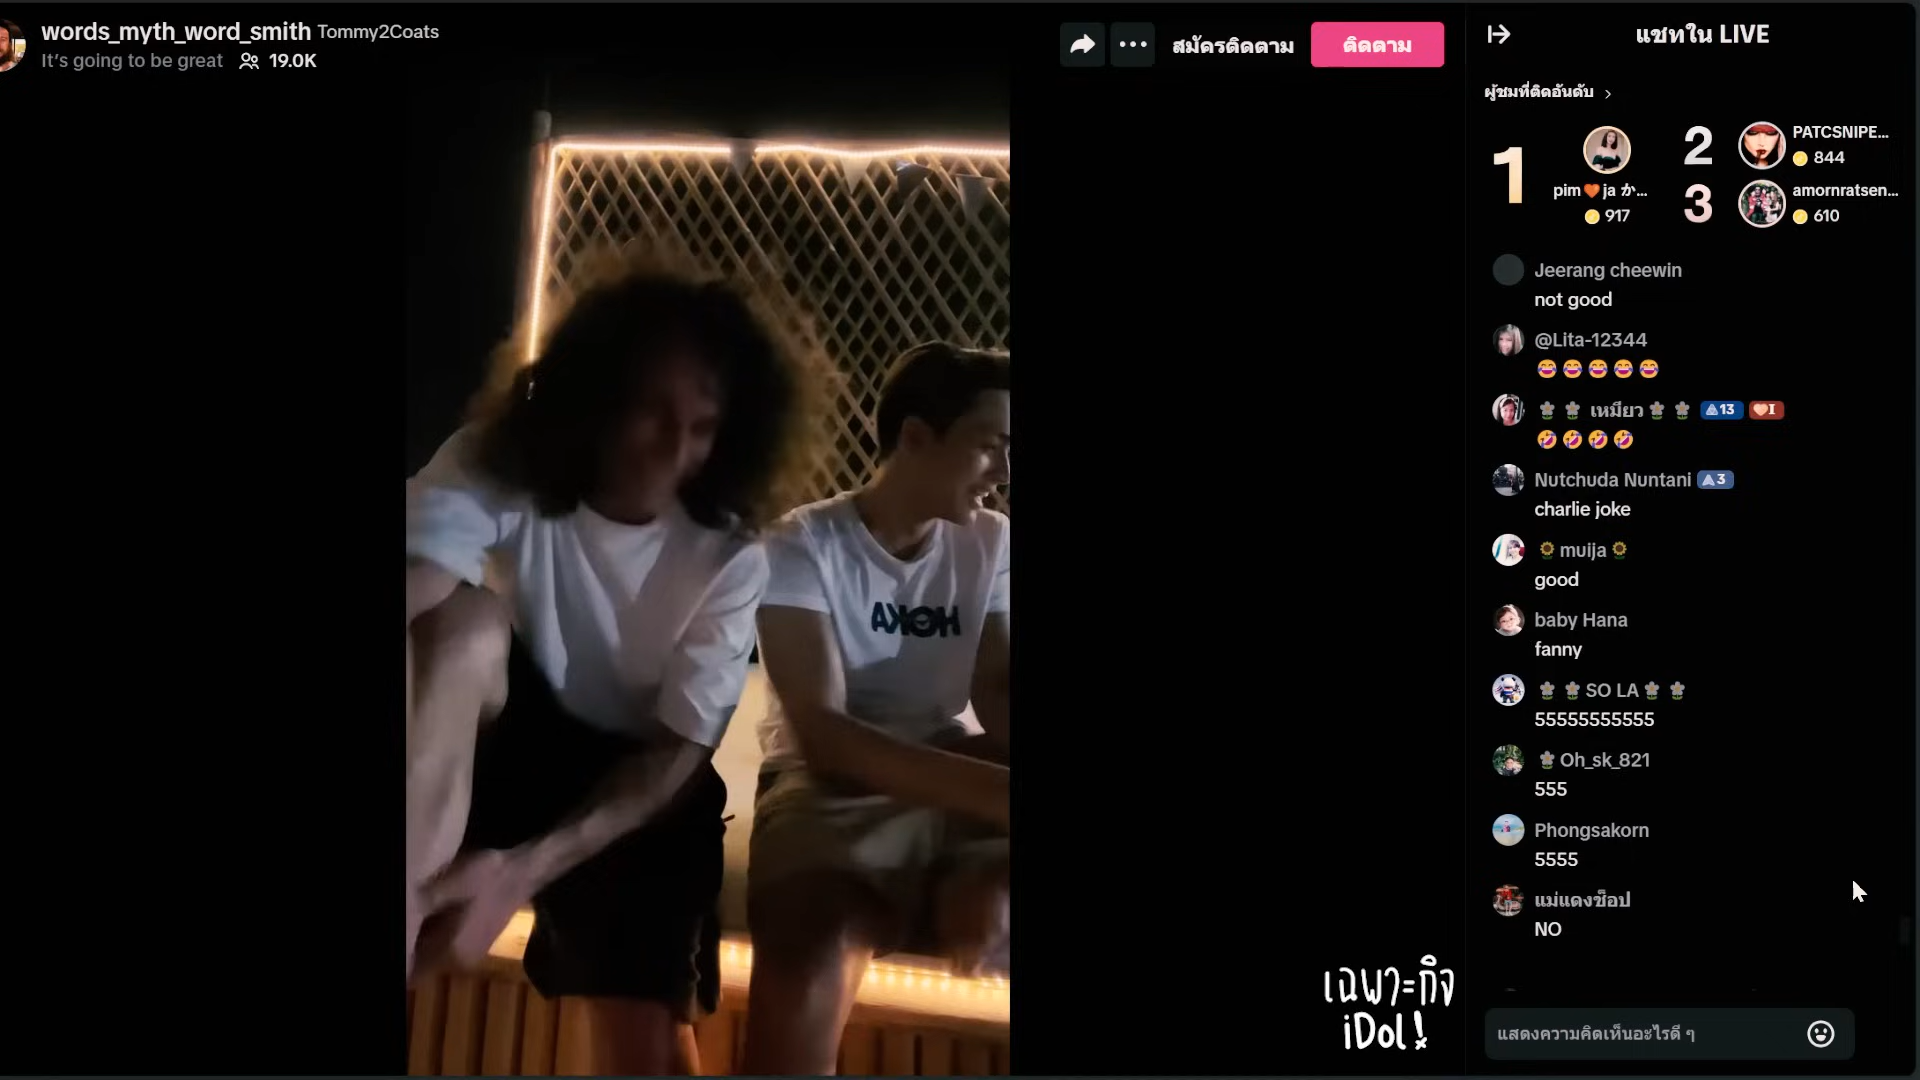 words_myth_word_smith Tommy2Coats
It's going to be great 19.0K
สมัครติดตาม
ติดตาม
แชทใน LIVE
ผู้ชมที่ติดอันดับ
1
pim🧡ja か...
917
2
PATCSNIPE...
844
3
amornratsen...
610
Jeerang cheewin
not good
@Lita-12344
😂😂😂😂😂
เหมียว 13 I
🤣🤣🤣🤣
Nutchuda Nuntani 3
charlie joke
🌻muija🌻
good
baby Hana
fanny
SO LA
55555555555
Oh_sk_821
555
Phongsakorn
5555
แม่แดงช็อป
NO
แสดงความคิดเห็นอะไรดี ๆ
HOKA
เฉพาะกิจ
iDol!